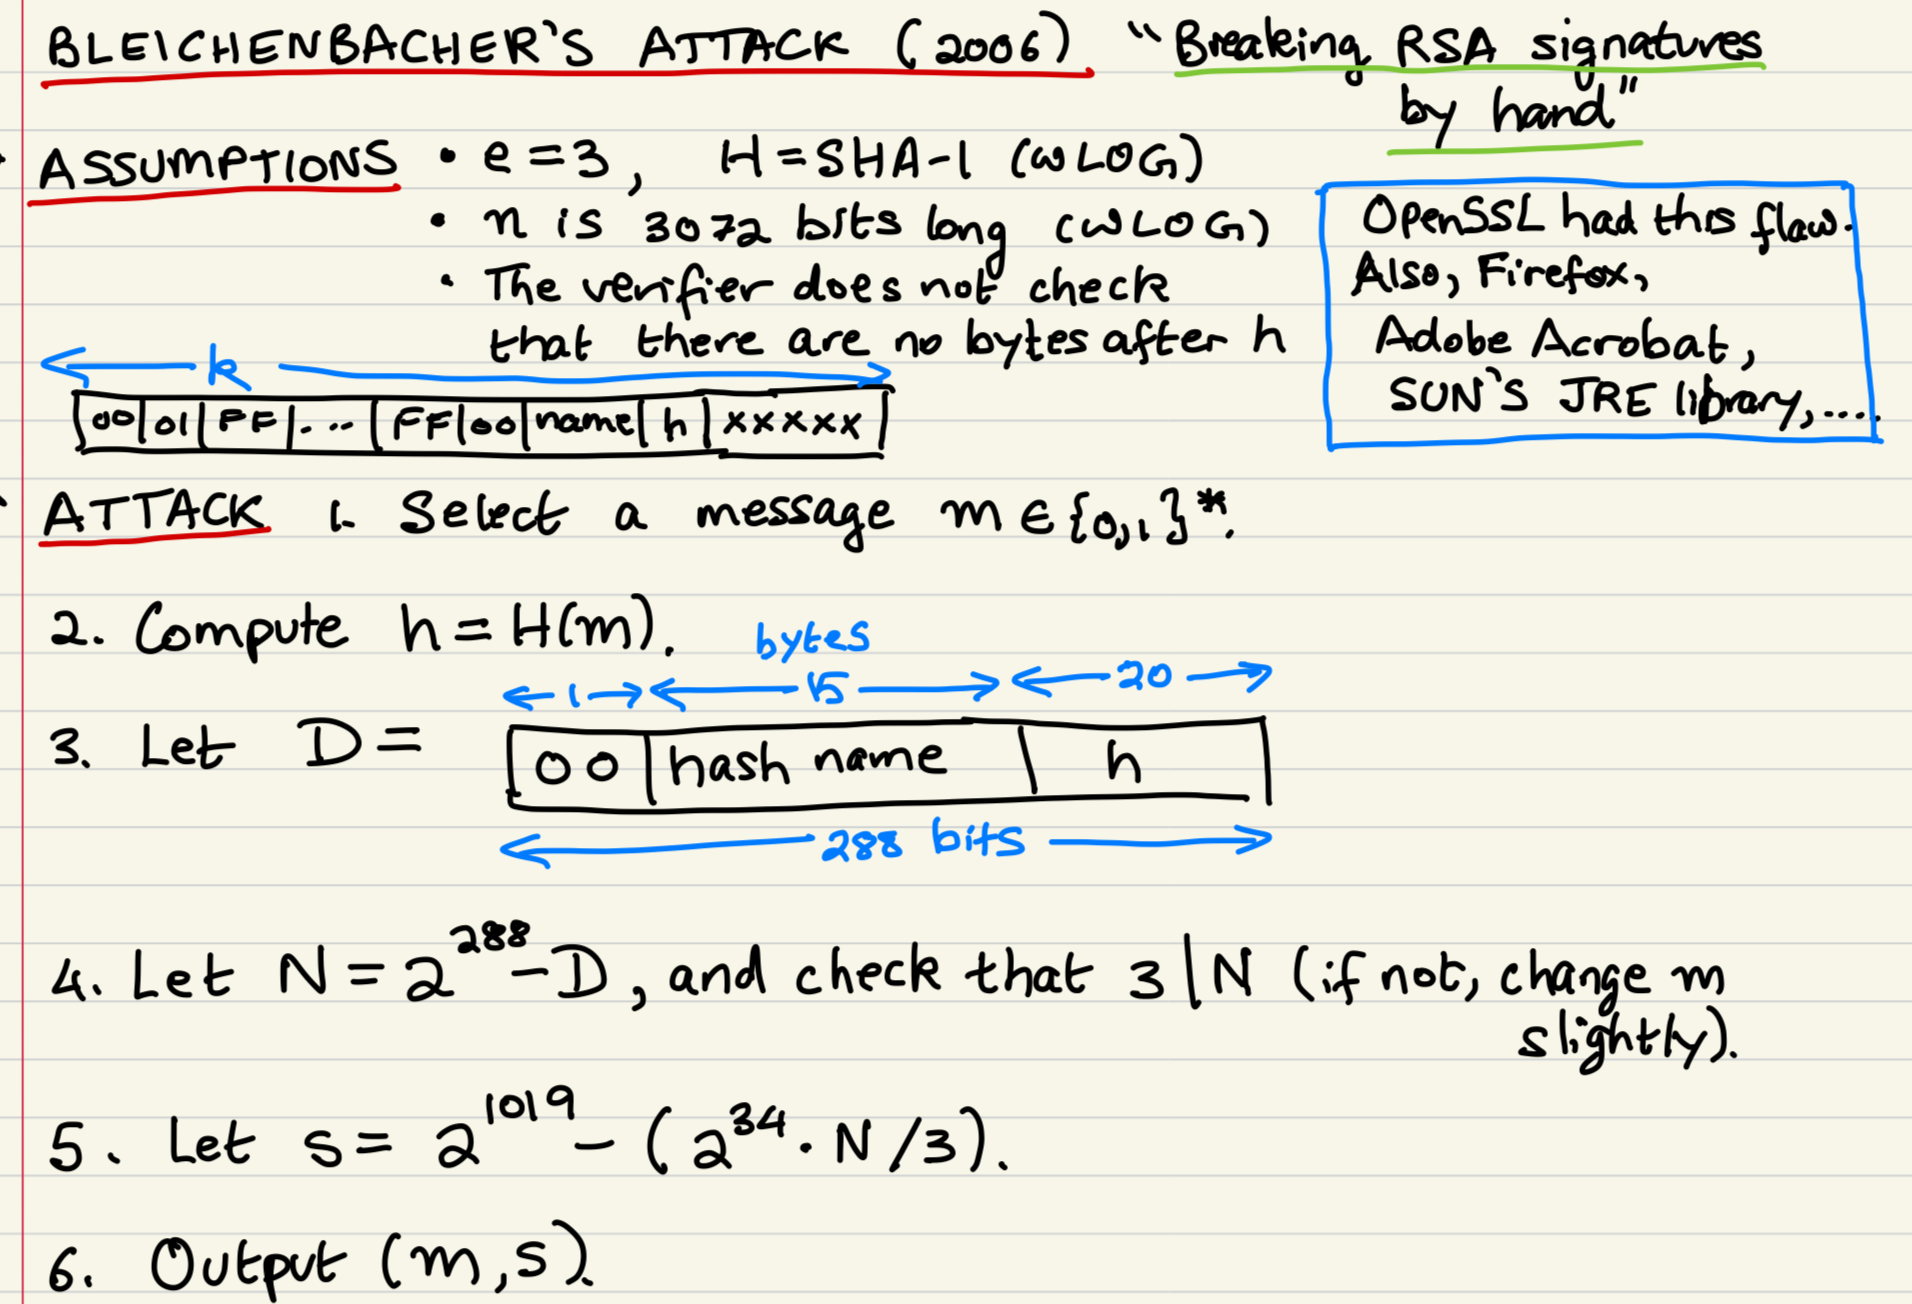 BLEICHENBACHER'S ATTACK (2006) "Breaking RSA signatures
by hand"
ASSUMPTIONS • e=3, H=SHA-1 (WLOG)
• n is 3072 bits long (WLOG)
• The verifier does not check
that there are no bytes after h
OpenSSL had this flaw.
Also, Firefox,
Adobe Acrobat,
SUN'S JRE library,....
k
00 01 FF ... FF 00 name h xxxxx
ATTACK 1. Select a message m∈{0,1}*.
2. Compute h=H(m).
bytes
1 15 20
3. Let D= 00 hash name h
288 bits
4. Let N=2^288-D, and check that 3|N (if not, change m
slightly).
5. Let s=2^1019-(2^34·N/3).
6. Output (m,s).